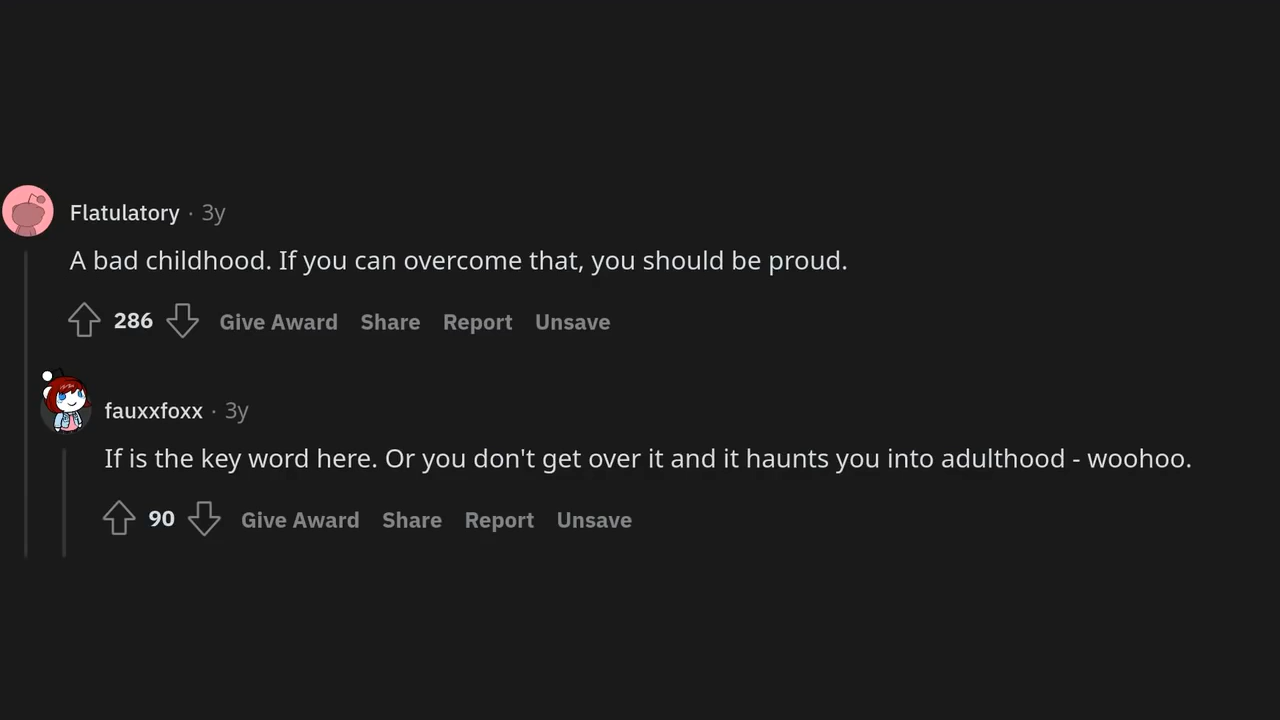 Flatulatory · 3y
A bad childhood. If you can overcome that, you should be proud.
286 Give Award Share Report Unsave
fauxxfoxx · 3y
If is the key word here. Or you don't get over it and it haunts you into adulthood - woohoo.
90 Give Award Share Report Unsave